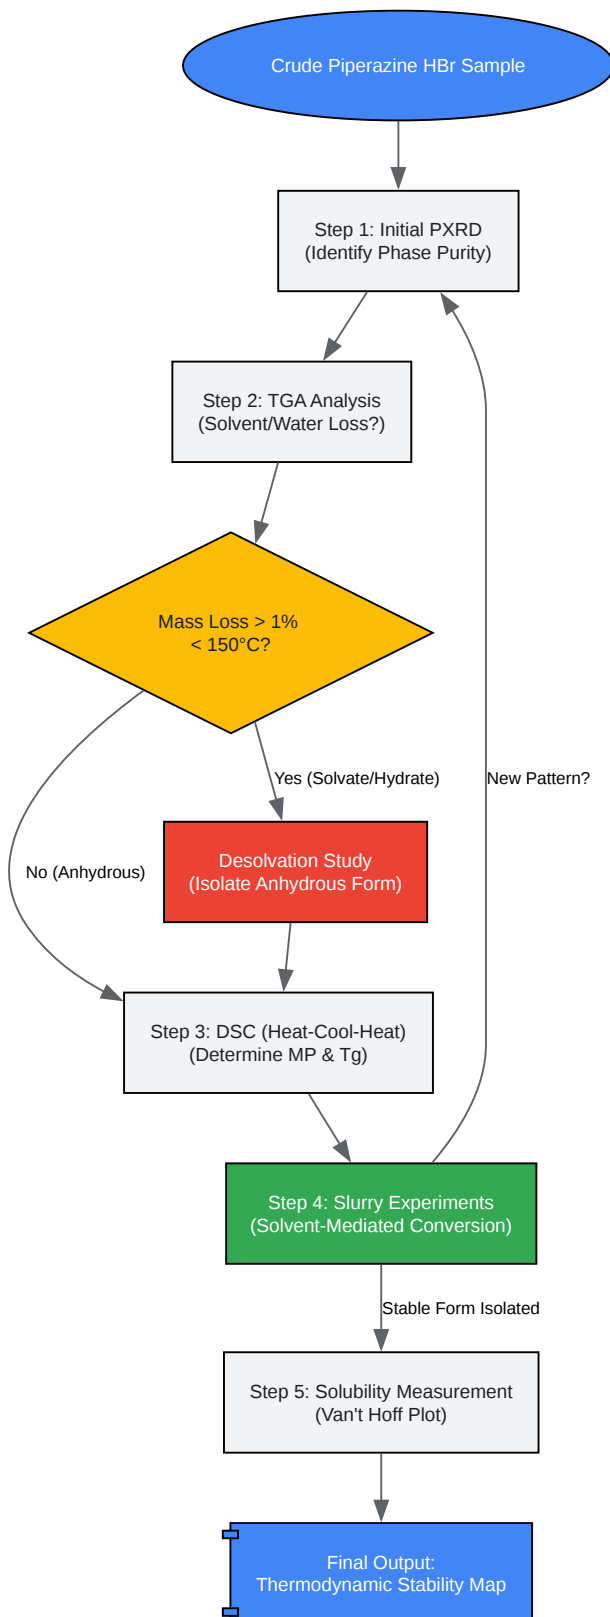 Crude Piperazine HBr Sample
Step 1: Initial PXRD
(Identify Phase Purity)
Step 2: TGA Analysis
(Solvent/Water Loss?)
Mass Loss > 1%
< 150°C?
Yes (Solvate/Hydrate)
New Pattern?
No (Anhydrous)
Desolvation Study
(Isolate Anhydrous Form)
Step 3: DSC (Heat-Cool-Heat)
(Determine MP & Tg)
Step 4: Slurry Experiments
(Solvent-Mediated Conversion)
Stable Form Isolated
Step 5: Solubility Measurement
(Van't Hoff Plot)
Final Output:
Thermodynamic Stability Map